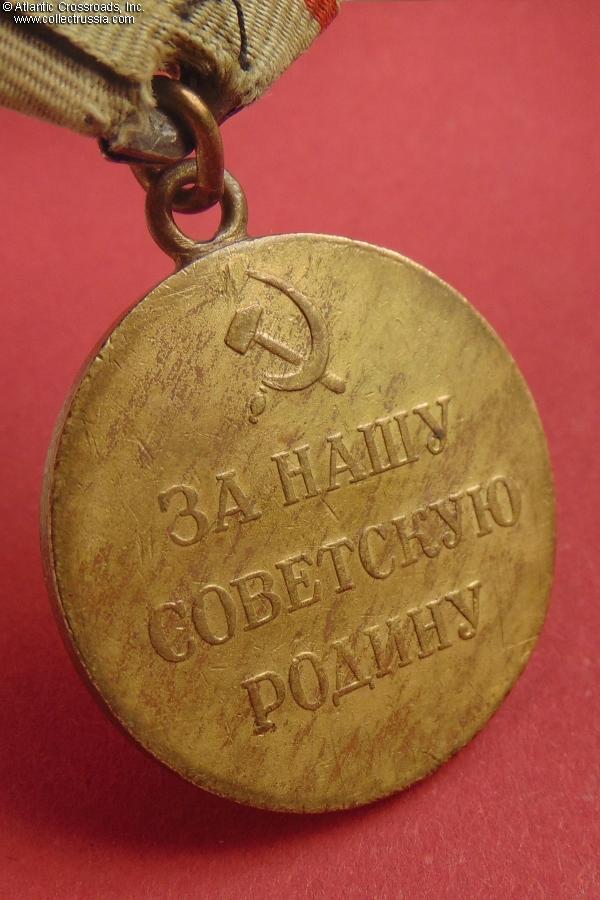 © Atlantic Crossroads, Inc.
www.collectrussia.com
ЗА НАШУ
СОВЕТСКУЮ
РОДИНУ